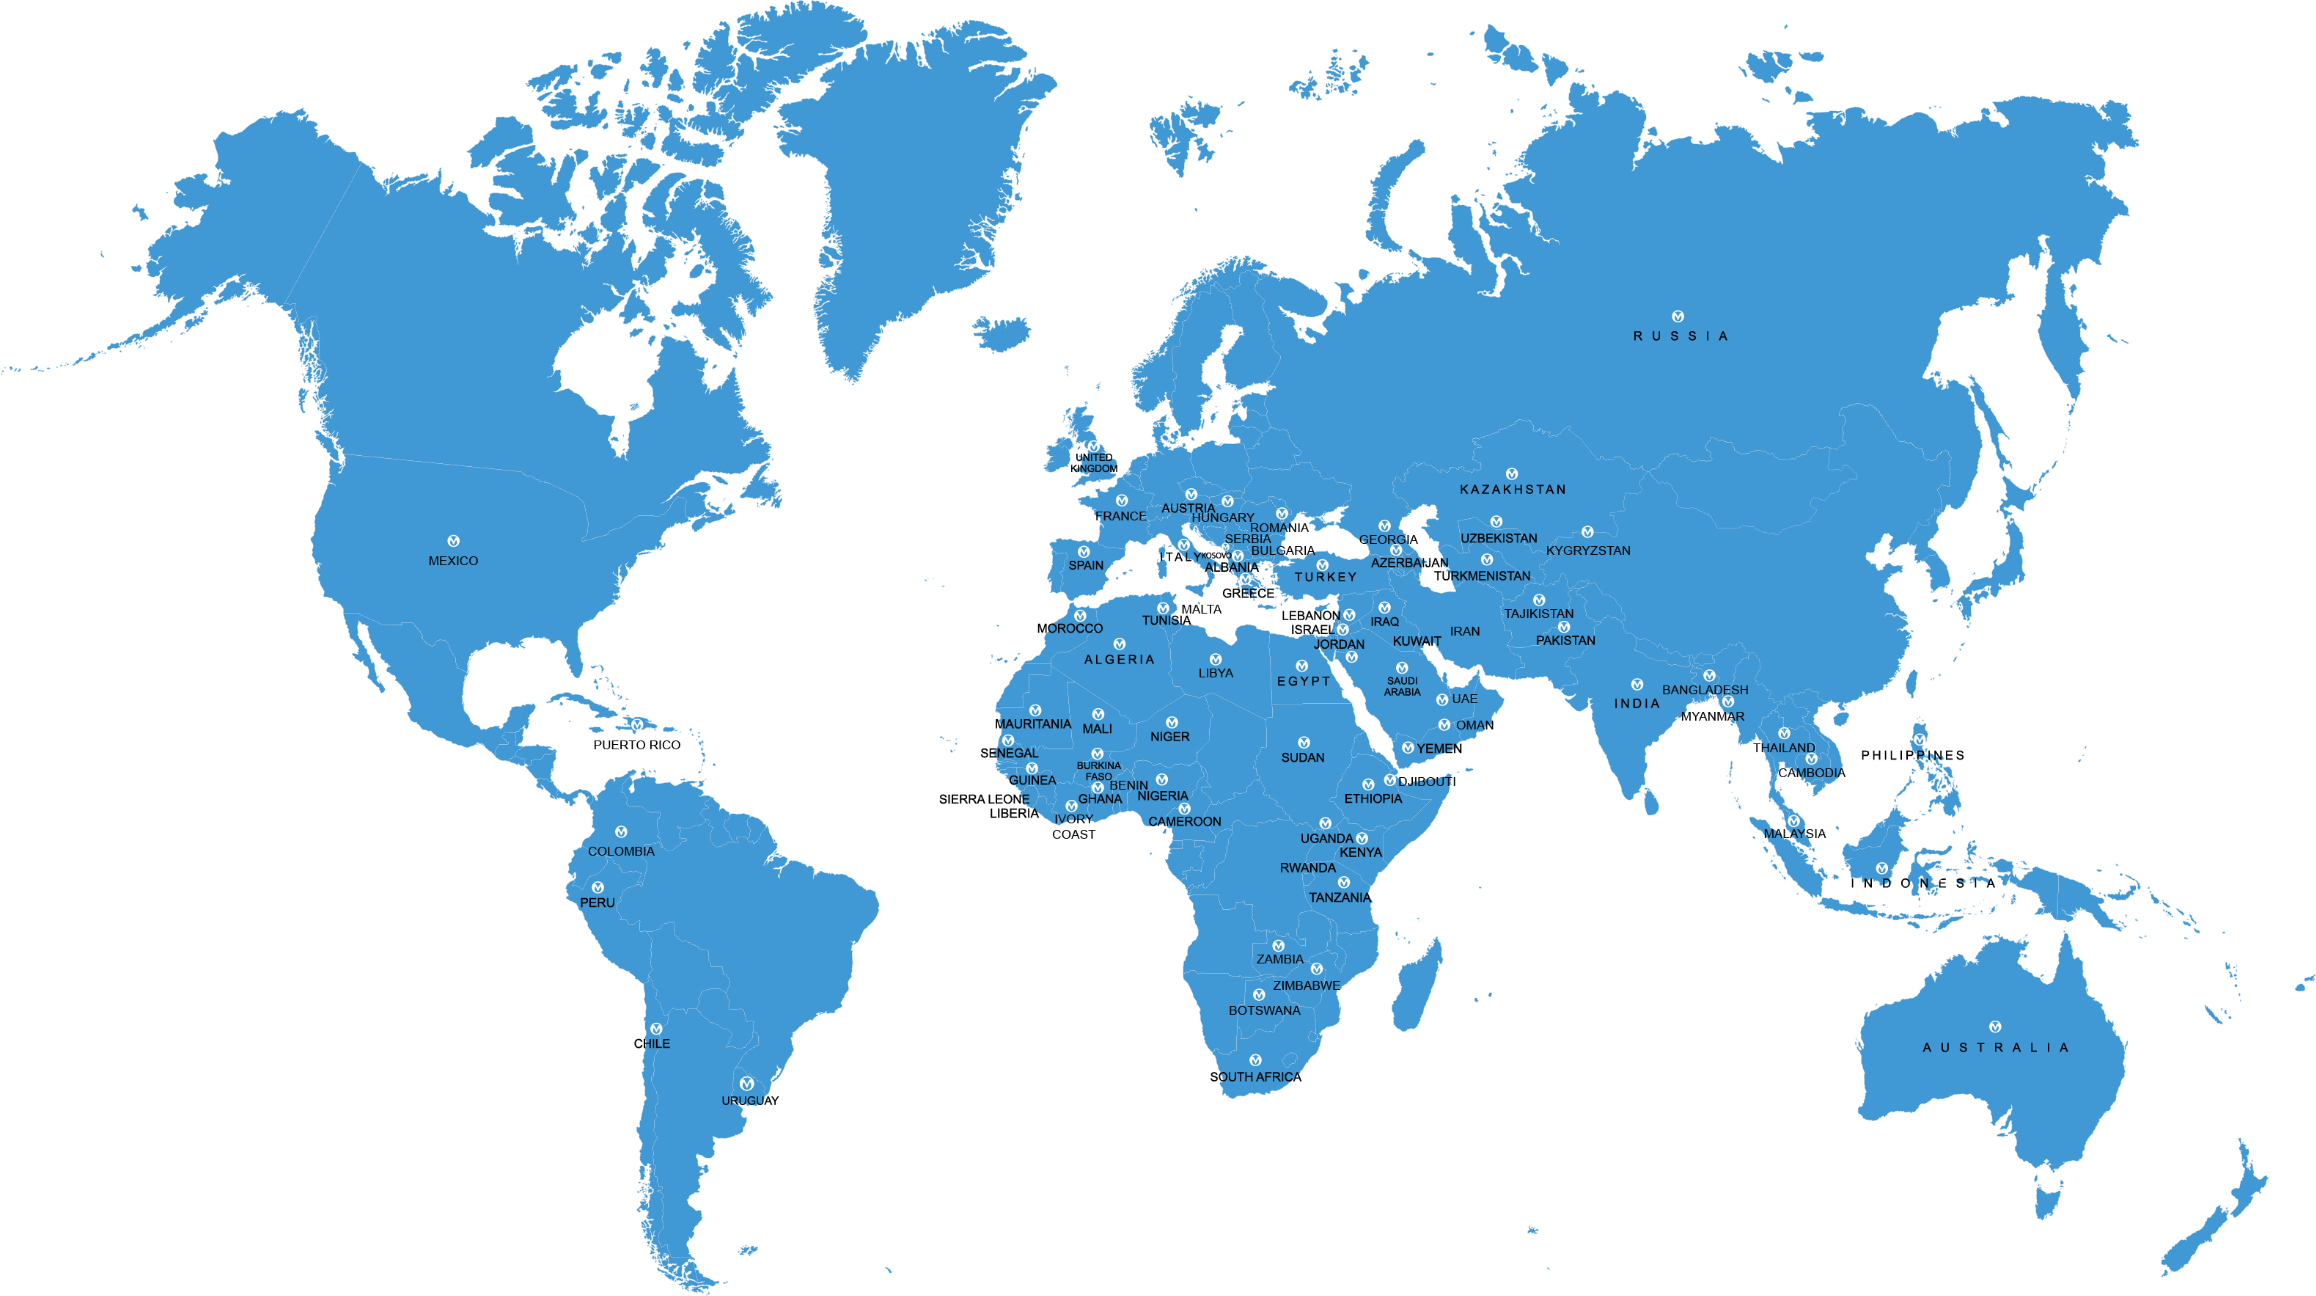 RUSSIA
UNITED
KINGDOM
KAZAKHSTAN
FRANCE
AUSTRIA
HUNGARY
ROMANIA
SERBIA
GEORGIA
UZBEKISTAN
KYGRYZSTAN
MEXICO
SPAIN
ITALY
KOSOVO
BULGARIA
ALBANIA
AZERBAIJAN
TURKEY
TURKMENISTAN
GREECE
MALTA
TUNISIA
LEBANON
IRAQ
TAJIKISTAN
MOROCCO
ISRAEL
IRAN
JORDAN
KUWAIT
PAKISTAN
ALGERIA
LIBYA
EGYPT
SAUDI
ARABIA
UAE
INDIA
BANGLADESH
MYANMAR
MAURITANIA
MALI
NIGER
OMAN
PUERTO RICO
SENEGAL
SUDAN
YEMEN
THAILAND
PHILIPPINES
BURKINA
FASO
GUINEA
BENIN
DJIBOUTI
CAMBODIA
SIERRA LEONE
GHANA
NIGERIA
ETHIOPIA
LIBERIA
IVORY
COAST
CAMEROON
MALAYSIA
UGANDA
KENYA
COLOMBIA
RWANDA
INDONESIA
PERU
TANZANIA
ZAMBIA
ZIMBABWE
BOTSWANA
CHILE
AUSTRALIA
SOUTH AFRICA
URUGUAY